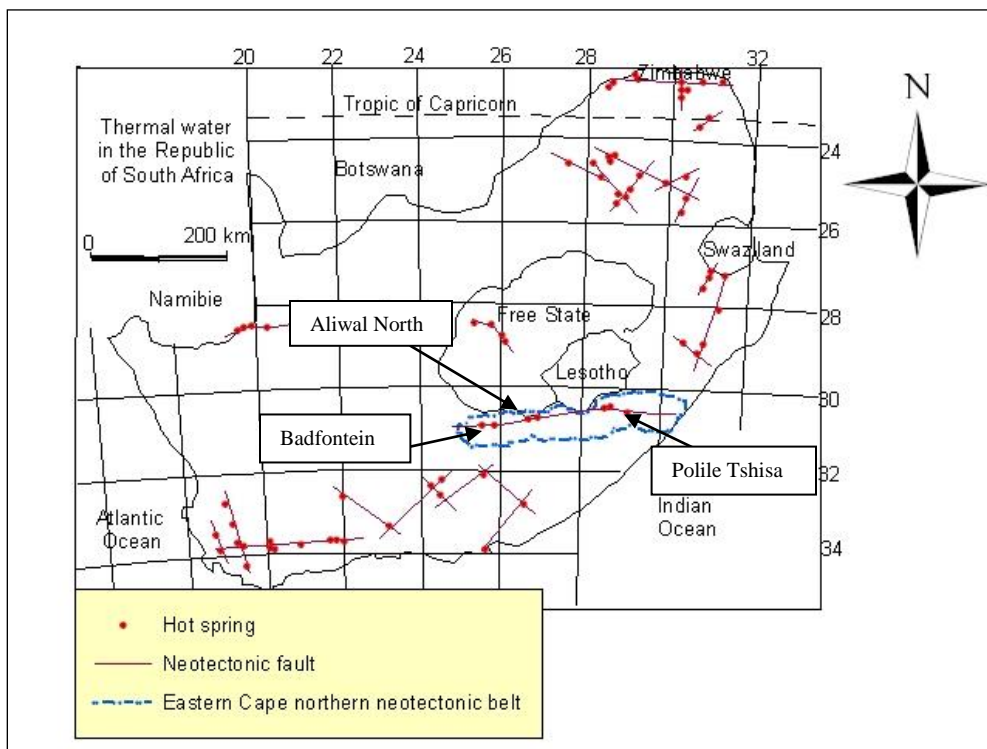 20 22 24 26 28 32
Zimbabwe
Tropic of Capricorn
Thermal water
in the Republic
of South Africa
Botswana
N
24
0 200 km
26
Swaziland
Namibie
Aliwal North
Free State
28
Lesotho
30
Badfontein
Polile Tshisa
32
Atlantic
Ocean
Indian
Ocean
34
Hot spring
Neotectonic fault
Eastern Cape northern neotectonic belt